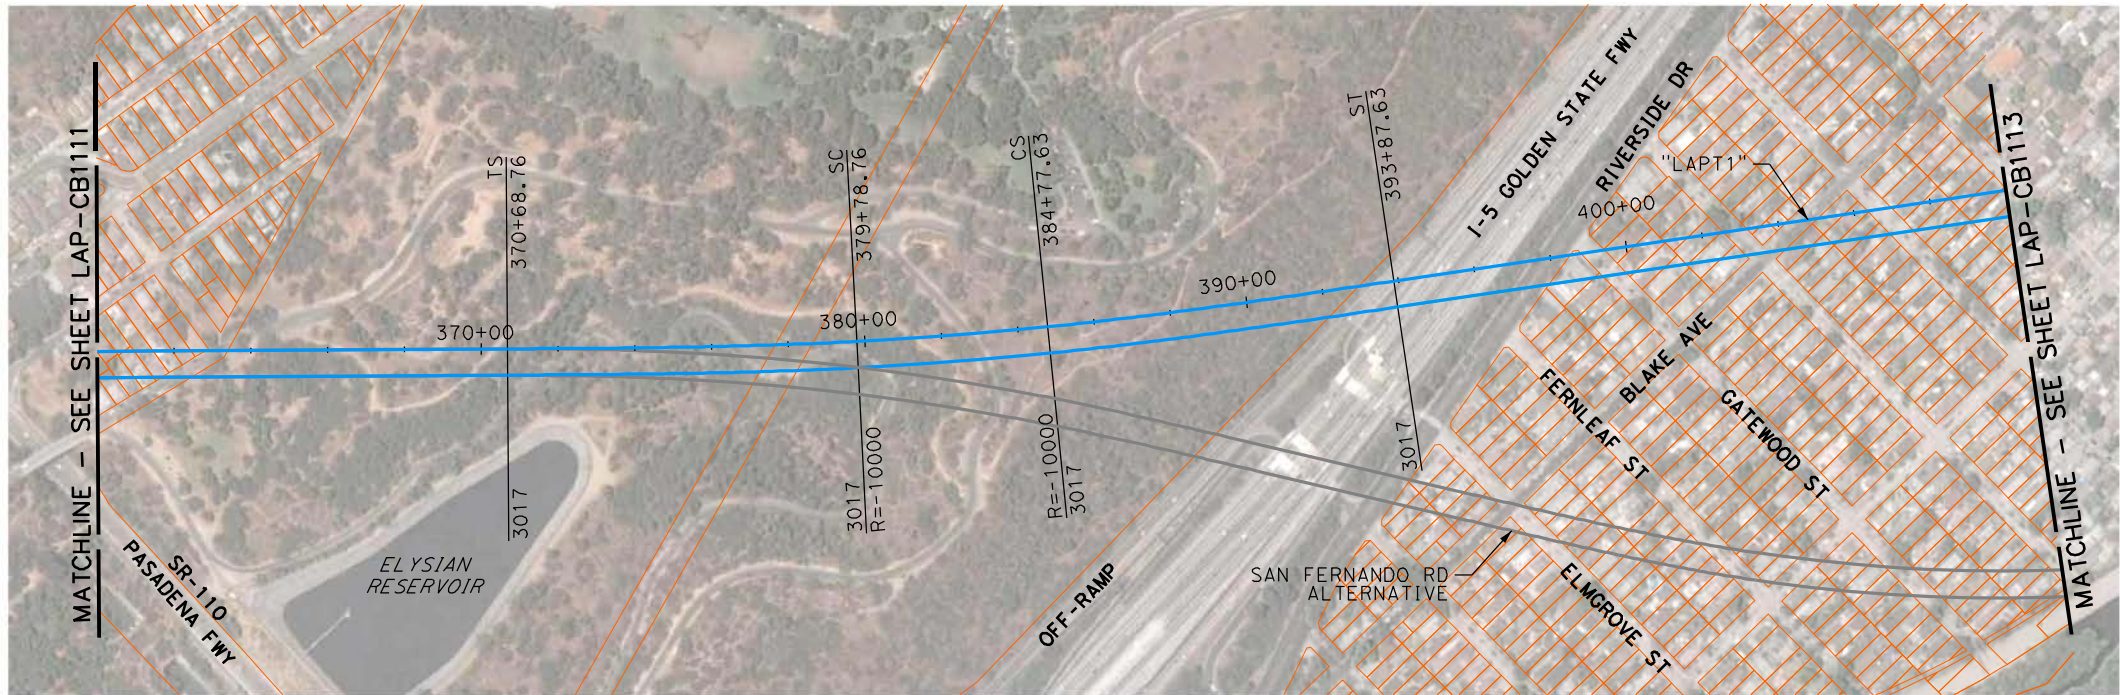 MATCHLINE - SEE SHEET LAP-CB1111
TS
370+68.76
3017
SC
379+78.76
3017
R=-10000
CS
384+77.63
R=-10000
3017
ST
393+87.63
3017
370+00
380+00
390+00
400+00
I-5 GOLDEN STATE FWY
RIVERSIDE DR
"LAPT1"
BLAKE AVE
FERNLEAF ST
GATEWOOD ST
ELMGROVE ST
SAN FERNANDO RD
ALTERNATIVE
OFF-RAMP
ELYSIAN
RESERVOIR
SR-110
PASADENA FWY
MATCHLINE - SEE SHEET LAP-CB1113